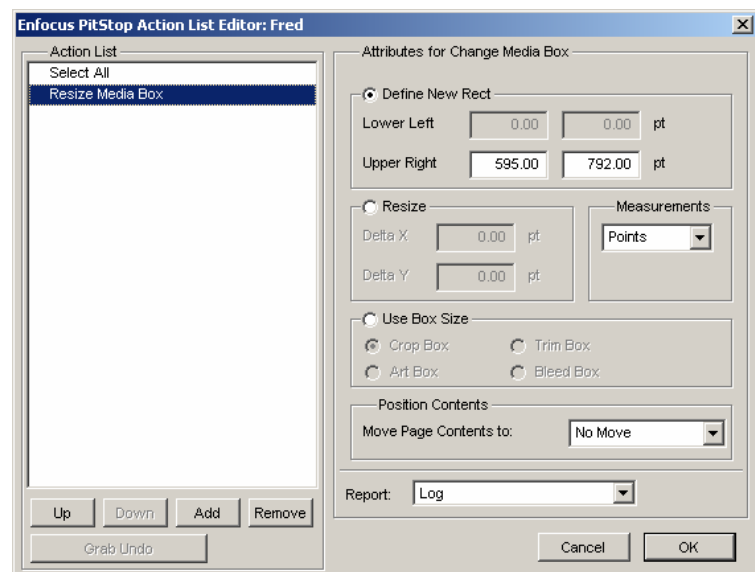 Enfocus PitStop Action List Editor: Fred
Action List
Select All
Resize Media Box
Up
Down
Add
Remove
Grab Undo
Attributes for Change Media Box
Define New Rect
Lower Left 0.00 0.00 pt
Upper Right 595.00 792.00 pt
Resize
Delta X 0.00 pt
Delta Y 0.00 pt
Measurements
Points
Use Box Size
Crop Box Trim Box
Art Box Bleed Box
Position Contents
Move Page Contents to: No Move
Report: Log
Cancel OK